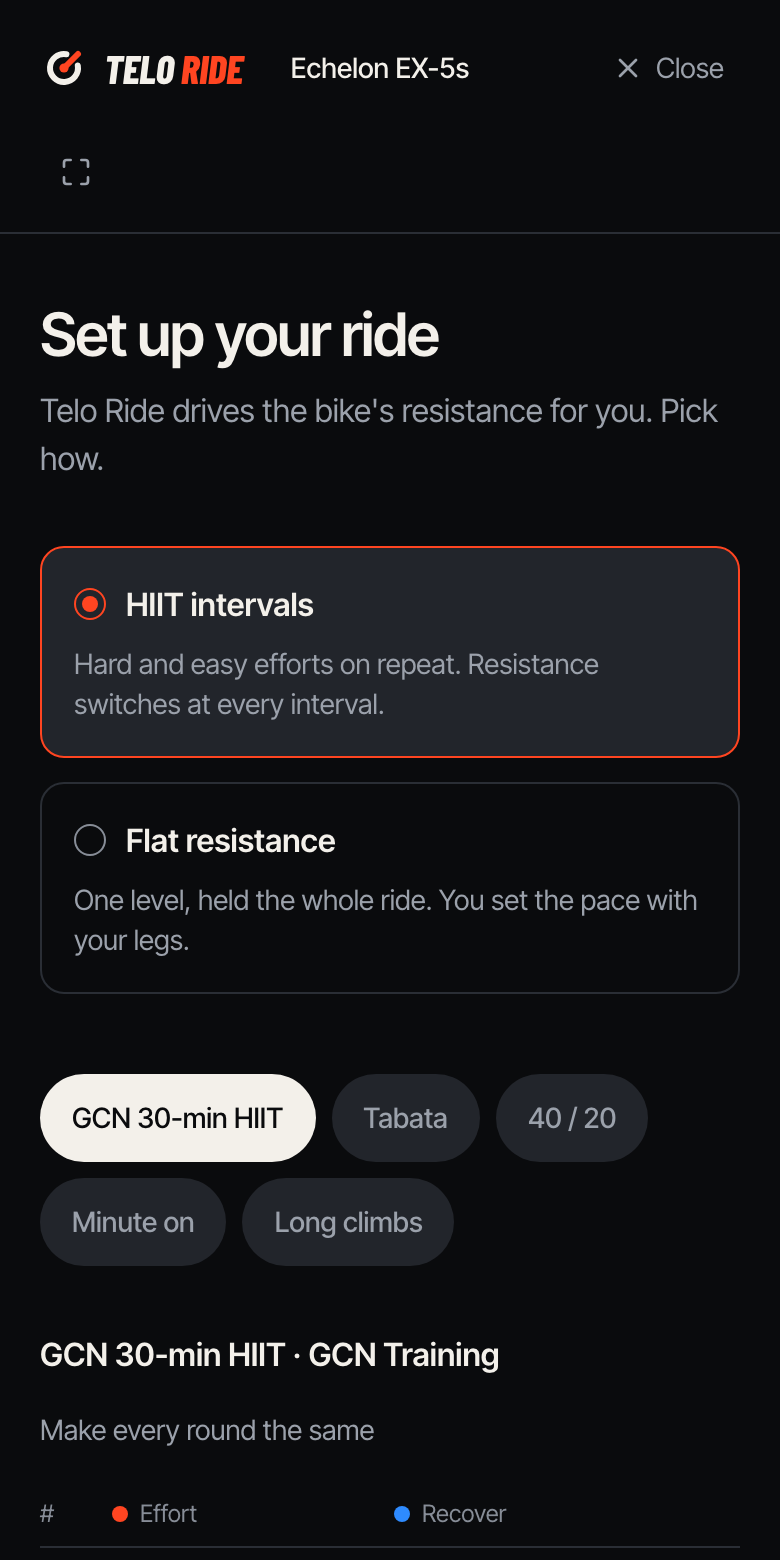 TELO RIDE Echelon EX-5s Close
Set up your ride
Telo Ride drives the bike's resistance for you. Pick
how.
HIIT intervals
Hard and easy efforts on repeat. Resistance
switches at every interval.
Flat resistance
One level, held the whole ride. You set the pace with
your legs.
GCN 30-min HIIT Tabata 40 / 20
Minute on Long climbs
GCN 30-min HIIT · GCN Training
Make every round the same
# Effort Recover